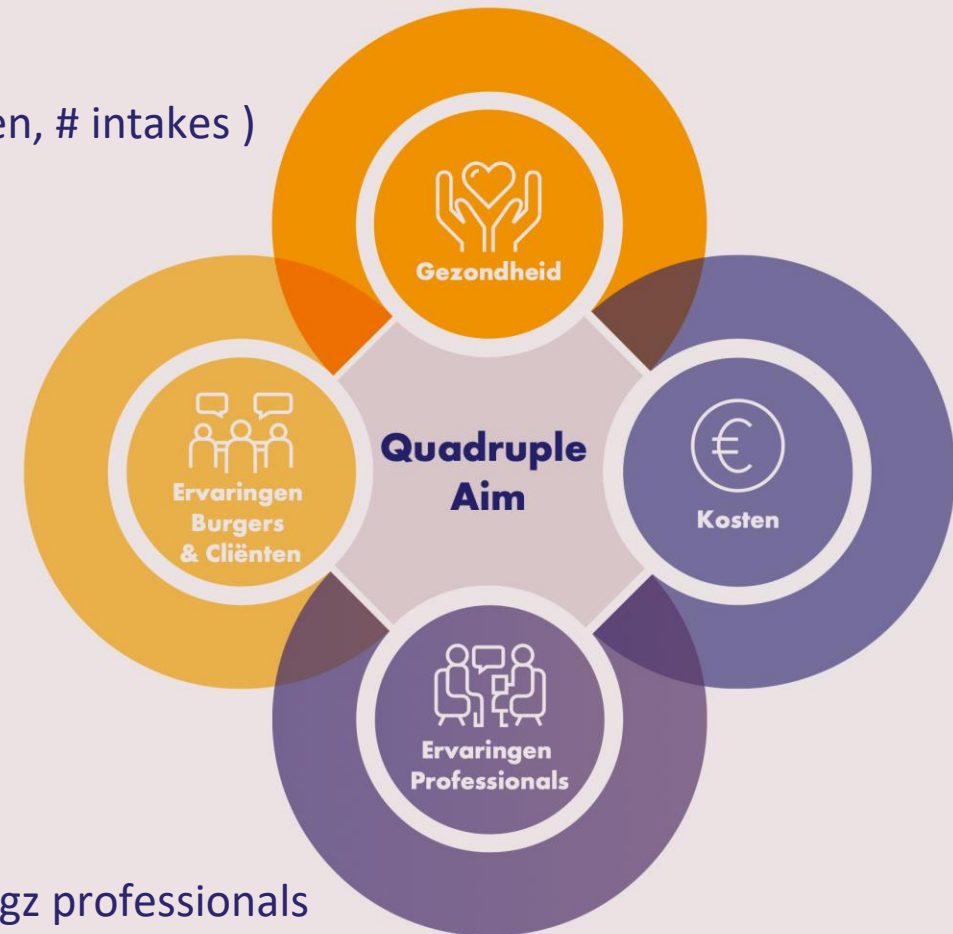 en, # intakes )
Gezondheid
Ervaringen
Burgers
& Cliënten
Quadruple
Aim
€
Kosten
Ervaringen
Professionals
gz professionals